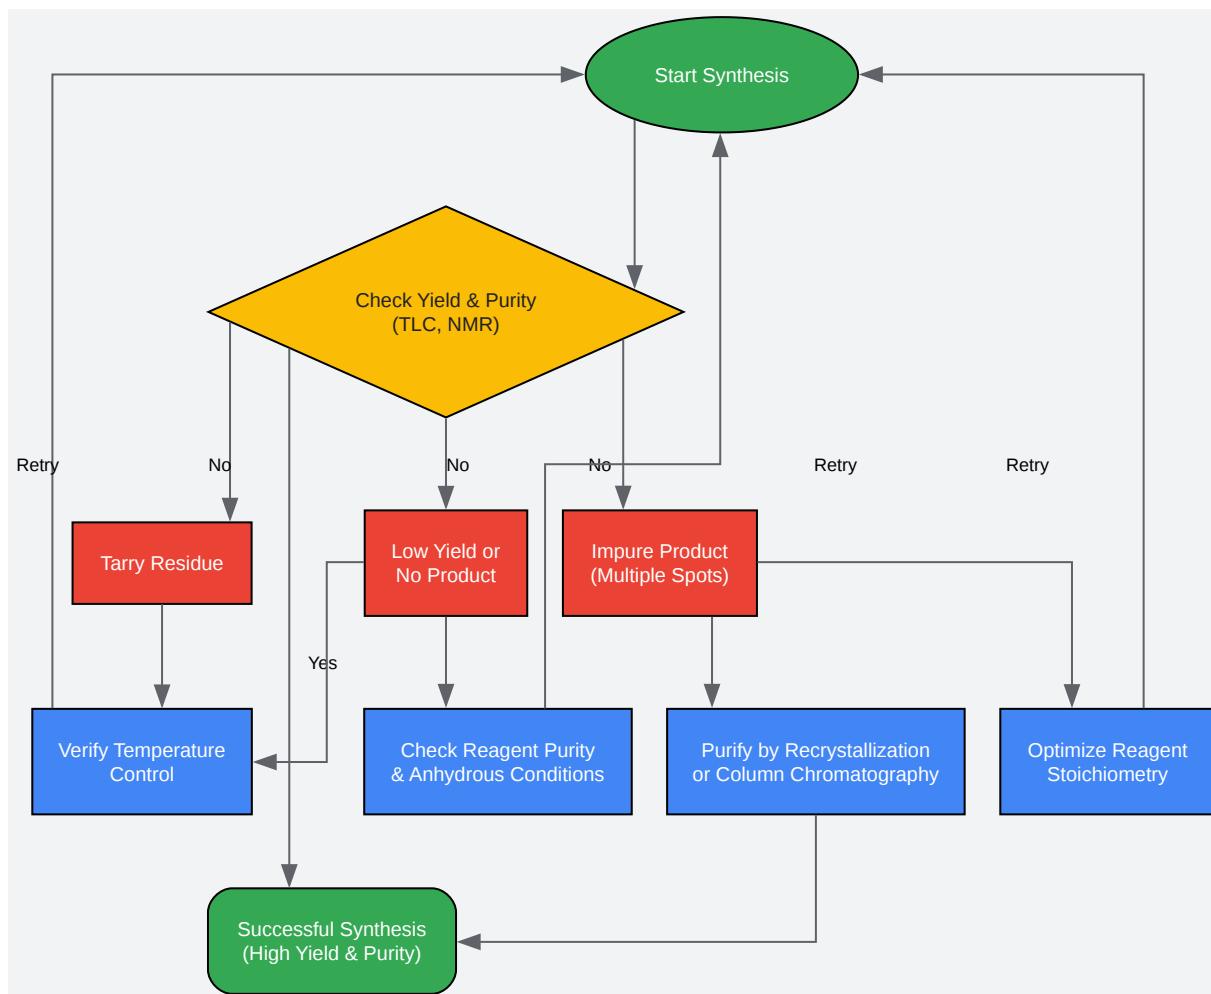 Start Synthesis
Check Yield & Purity
(TLC, NMR)
Retry
No
No
No
Retry
Retry
Tarry Residue
Low Yield or
No Product
Impure Product
(Multiple Spots)
Yes
Verify Temperature
Control
Check Reagent Purity
& Anhydrous Conditions
Purify by Recrystallization
or Column Chromatography
Optimize Reagent
Stoichiometry
Successful Synthesis
(High Yield & Purity)